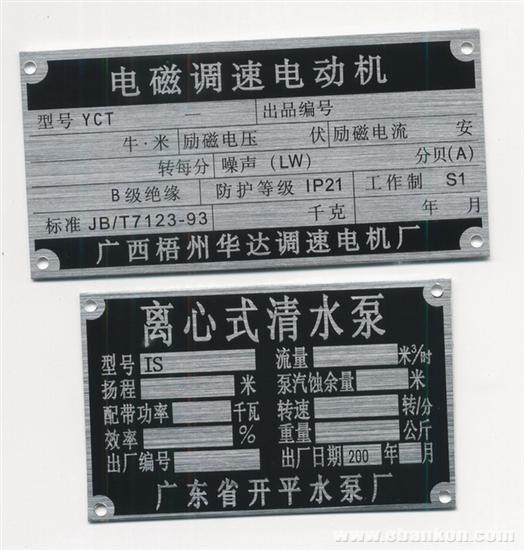 电磁调速电动机
型号 YCT — 出品编号
牛·米 励磁电压 伏 励磁电流 安
转每分 噪声 (LW) 分贝(A)
B级绝缘 防护等级 IP21 工作制 S1
标准 JB/T7123-93 千克 年 月
广西梧州华达调速电机厂
离心式清水泵
型号 IS 流量 米³/时
扬程 米 泵汽蚀余量 米
配带功率 千瓦 转速 转/分
效率 % 重量 公斤
出厂编号 出厂日期 200 年 月
广东省开平水泵厂
www.sbankon.com